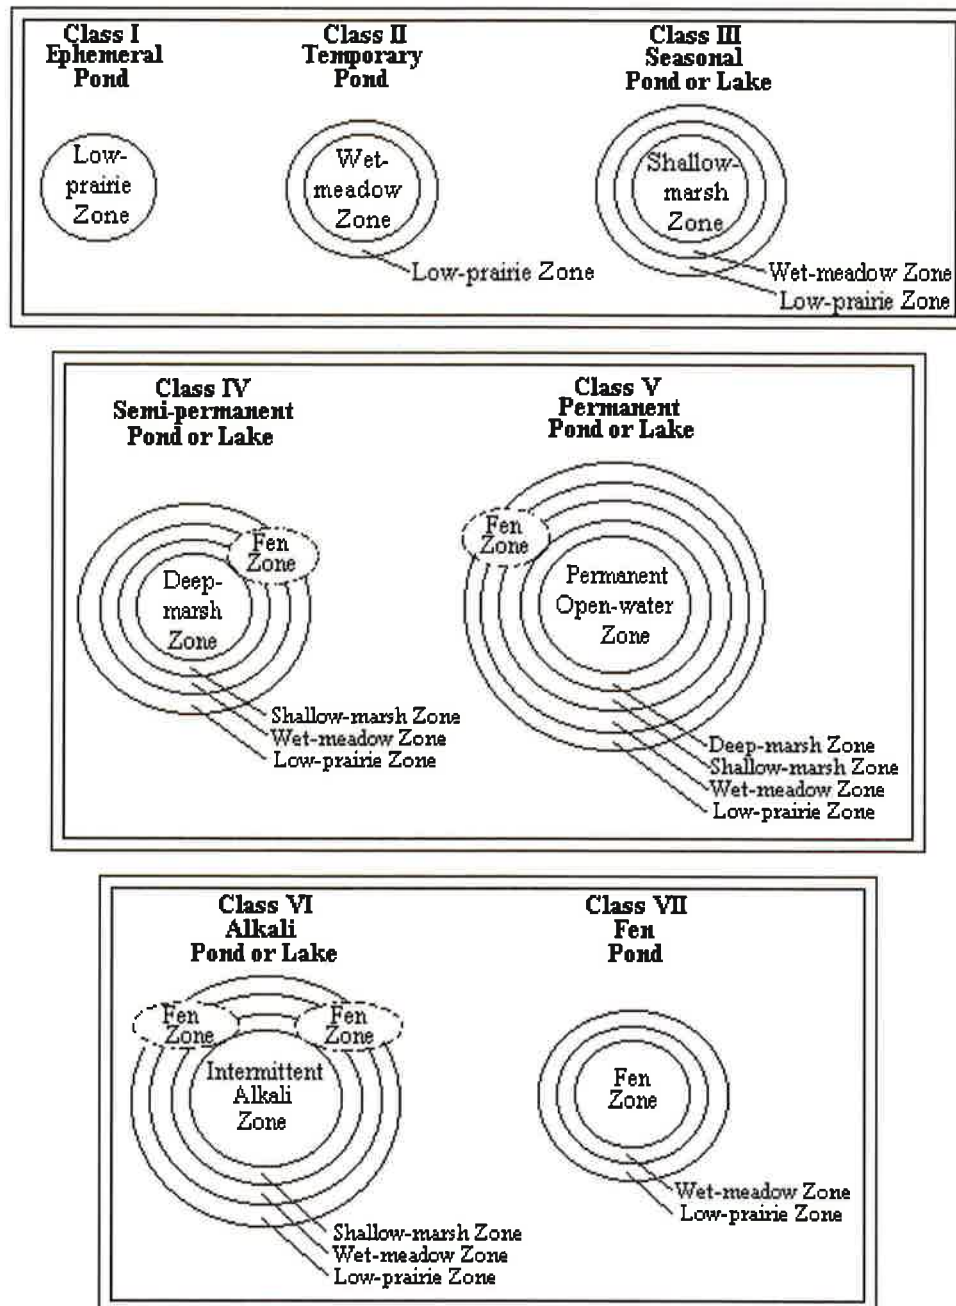 Class I
Ephemeral
Pond
Low-
prairie
Zone
Class II
Temporary
Pond
Wet-
meadow
Zone
Low-prairie Zone
Class III
Seasonal
Pond or Lake
Shallow-
marsh
Zone
Wet-meadow Zone
Low-prairie Zone
Class IV
Semi-permanent
Pond or Lake
Fen
Zone
Deep-
marsh
Zone
Shallow-marsh Zone
Wet-meadow Zone
Low-prairie Zone
Class V
Permanent
Pond or Lake
Fen
Zone
Permanent
Open-water
Zone
Deep-marsh Zone
Shallow-marsh Zone
Wet-meadow Zone
Low-prairie Zone
Class VI
Alkali
Pond or Lake
Fen
Zone
Fen
Zone
Intermittent
Alkali
Zone
Shallow-marsh Zone
Wet-meadow Zone
Low-prairie Zone
Class VII
Fen
Pond
Fen
Zone
Wet-meadow Zone
Low-prairie Zone